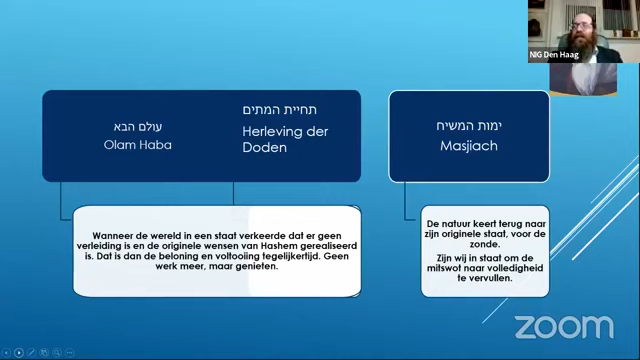 NIG Den Haag
עולם הבא
Olam Haba
תחיית המתים
Herleving der
Doden
ימות המשיח
Masjiach
Wanneer de wereld in een staat verkeerde dat er geen
verleiding is en de originele wensen van Hashem gerealiseerd
is. Dat is dan de beloning en voltooiing tegelijkertijd. Geen
werk meer, maar genieten.
De natuur keert terug naar
zijn originele staat, voor de
zonde.
Zijn wij in staat om de
mitswot naar volledigheid
te vervullen.
zoom